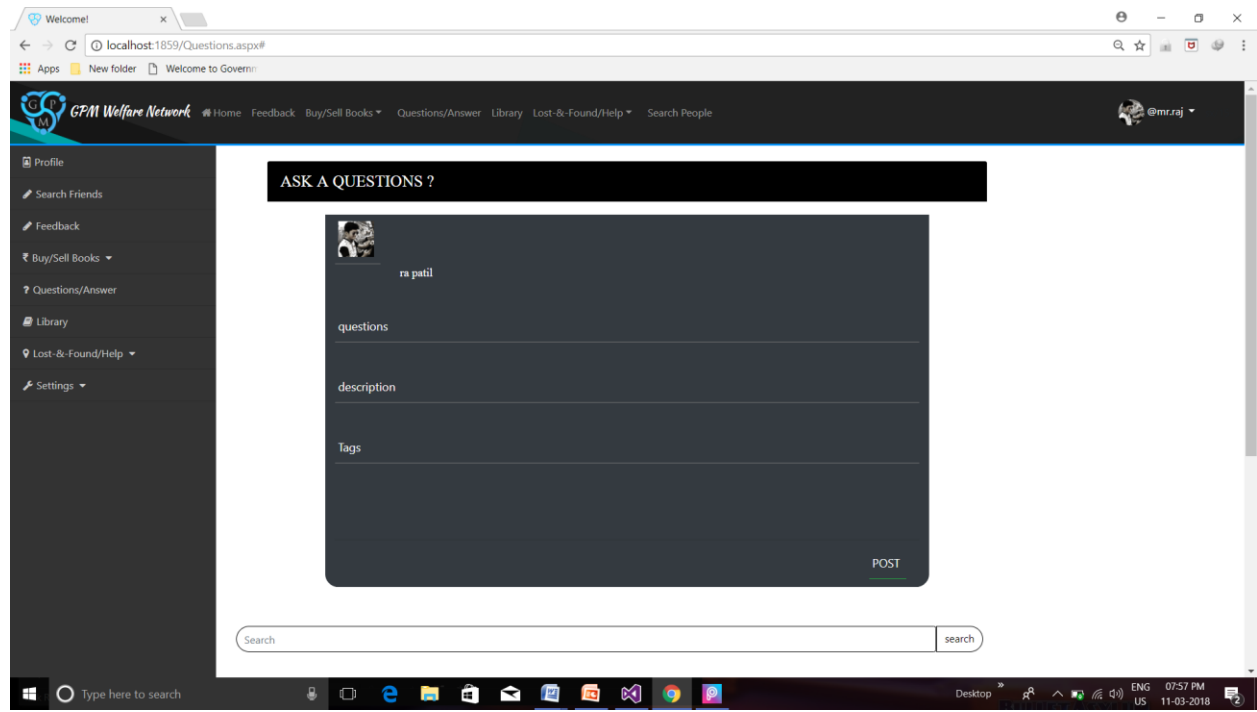 Welcome!
localhost:1859/Questions.aspx#
Apps New folder Welcome to Governm
GPM GPM Welfare Network Home Feedback Buy/Sell Books Questions/Answer Library Lost-&-Found/Help Search People @mr.raj
Profile
Search Friends
Feedback
₹ Buy/Sell Books
? Questions/Answer
Library
Lost-&-Found/Help
Settings
ASK A QUESTIONS ?
ra patil
questions
description
Tags
POST
Search search
Type here to search Desktop » ENG 07:57 PM
US 11-03-2018 2